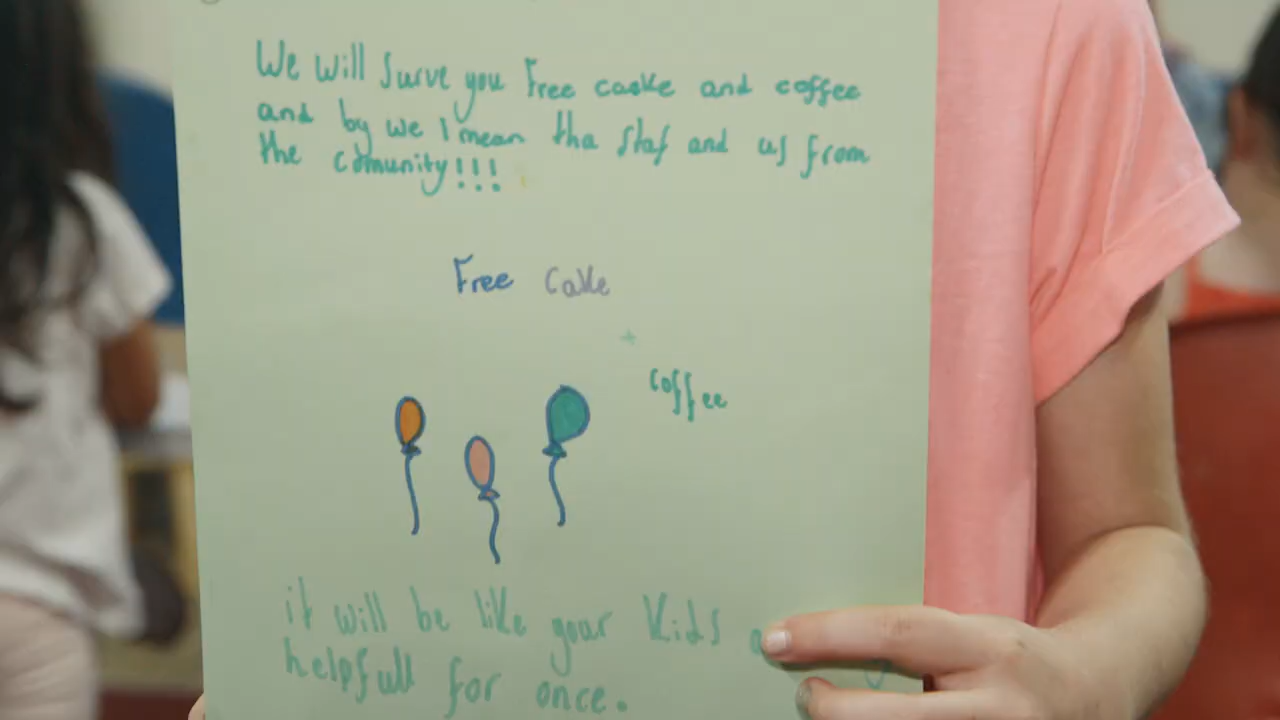 We will surve you Free caske and coffee
and by we I mean tha staf and us from
the comunity!!!
Free Cake
+
coffee
it will be like your Kids
helpfull for once.